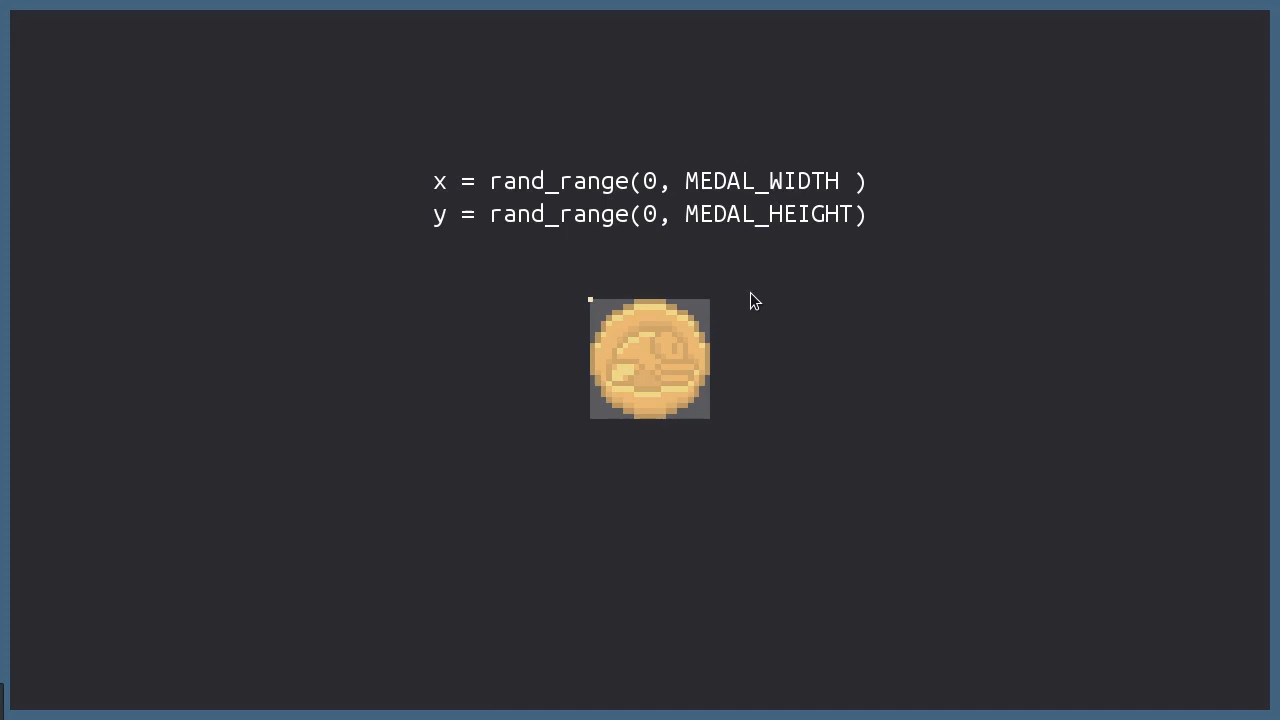 x = rand_range(0, MEDAL_WIDTH )
y = rand_range(0, MEDAL_HEIGHT)